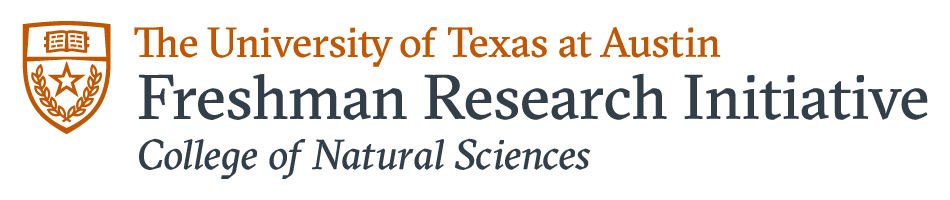 The University of Texas at Austin
Freshman Research Initiative
College of Natural Sciences